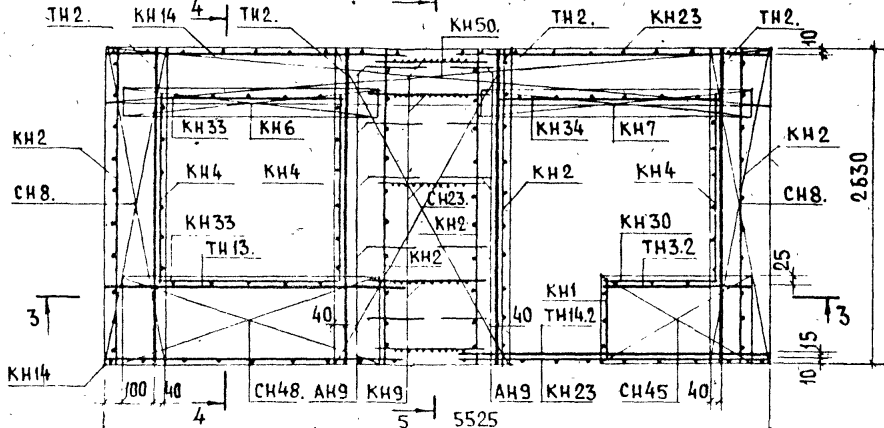 4
ТН2. КН14 ТН2. КН50. ТН2. КН23 ТН2. 10
КН33 КН6 КН34 КН7
КН2 КН2
КН4 КН4 КН2 КН4
СН8. СН23. СН8. 2630
КН2
КН33 КН30
ТН13. КН2 ТН3.2 25
КН1
3 40 40 ТН14.2 3
15
КН14 10
100 40 СН48. АН9 КН9 АН9 КН23 СН45 40
4 5 5525